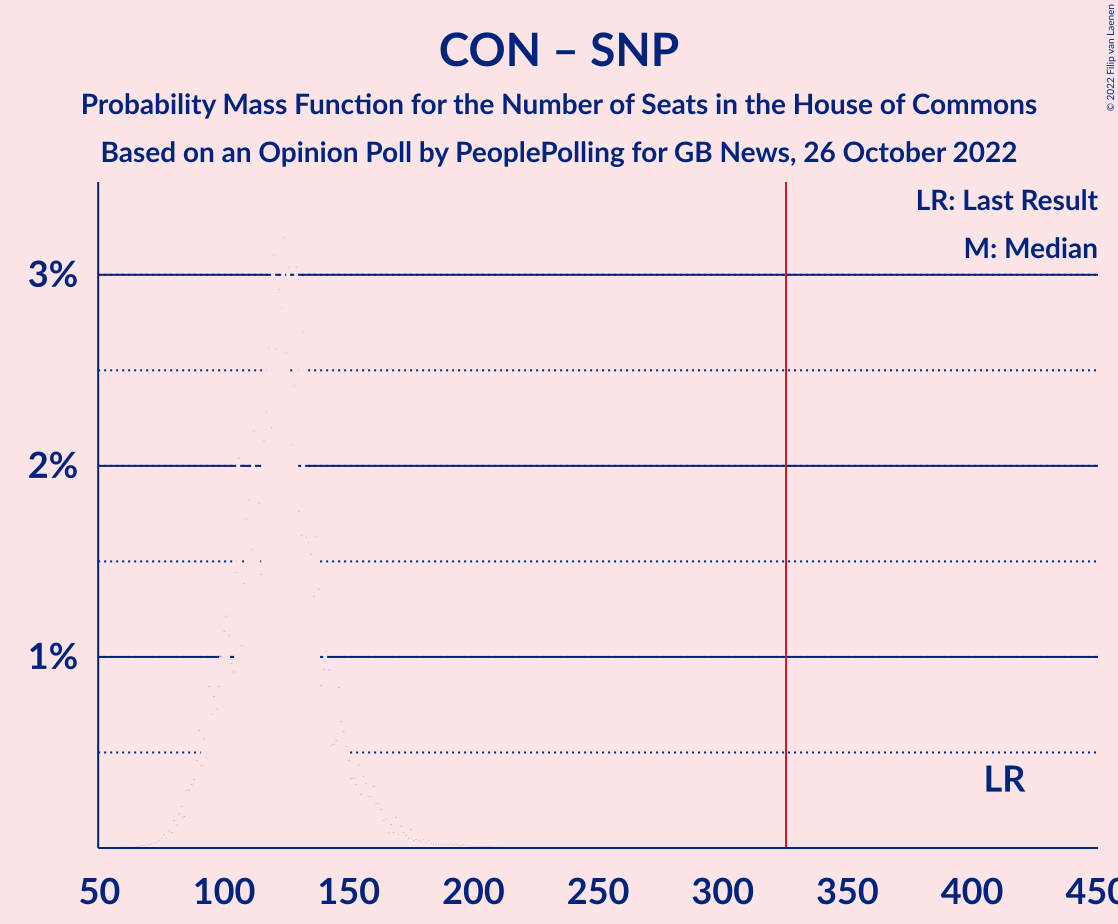 CON – SNP
Probability Mass Function for the Number of Seats in the House of Commons
Based on an Opinion Poll by PeoplePolling for GB News, 26 October 2022
© 2022 Filip van Laenen
LR: Last Result
M: Median
3%
2%
1%
LR
50 100 150 200 250 300 350 400 450